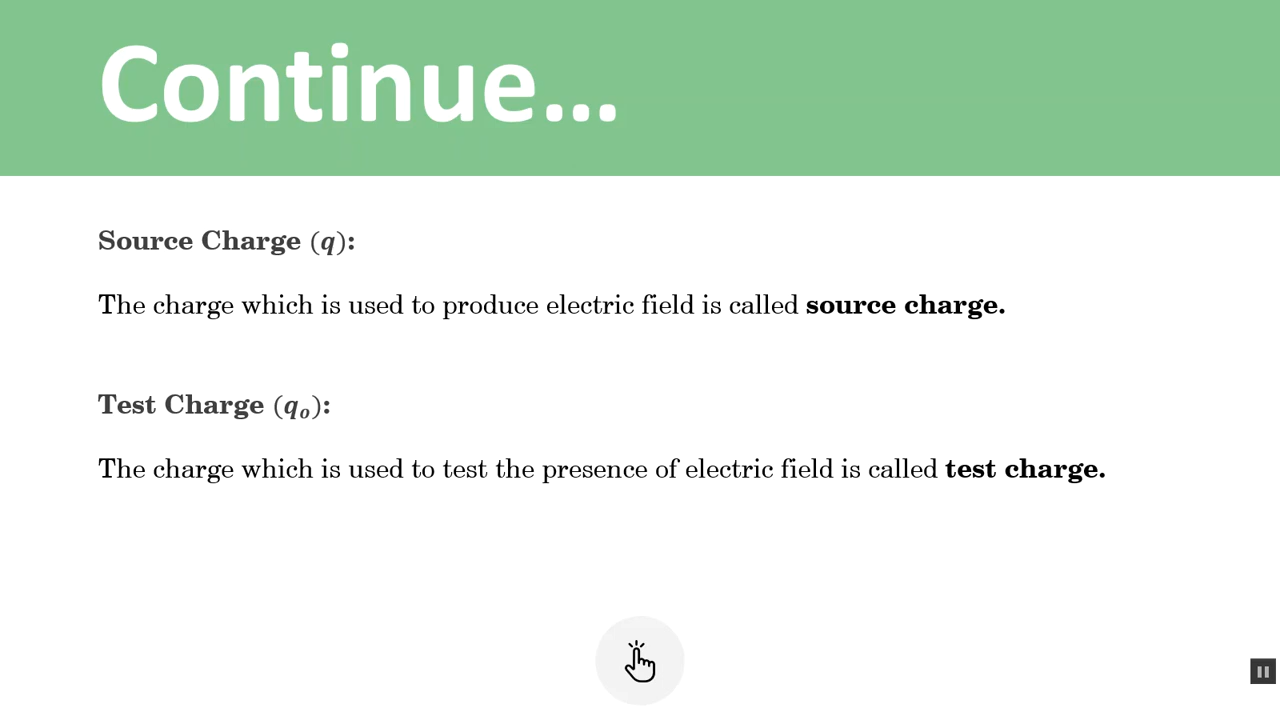 Continue...
Source Charge (q):
The charge which is used to produce electric field is called source charge.
Test Charge (qₒ):
The charge which is used to test the presence of electric field is called test charge.